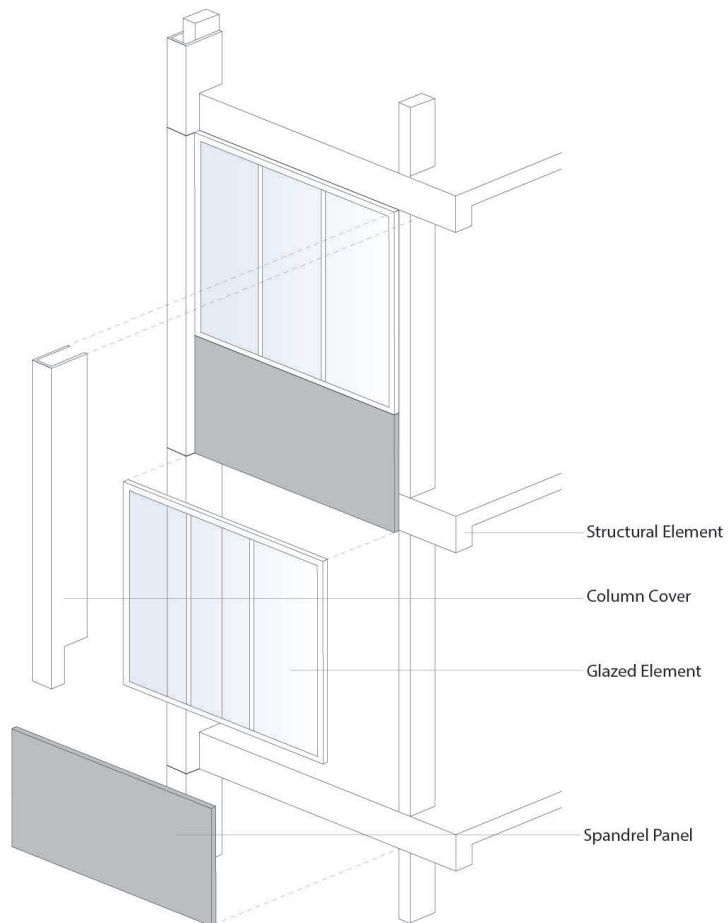 Structural Element
Column Cover
Glazed Element
Spandrel Panel